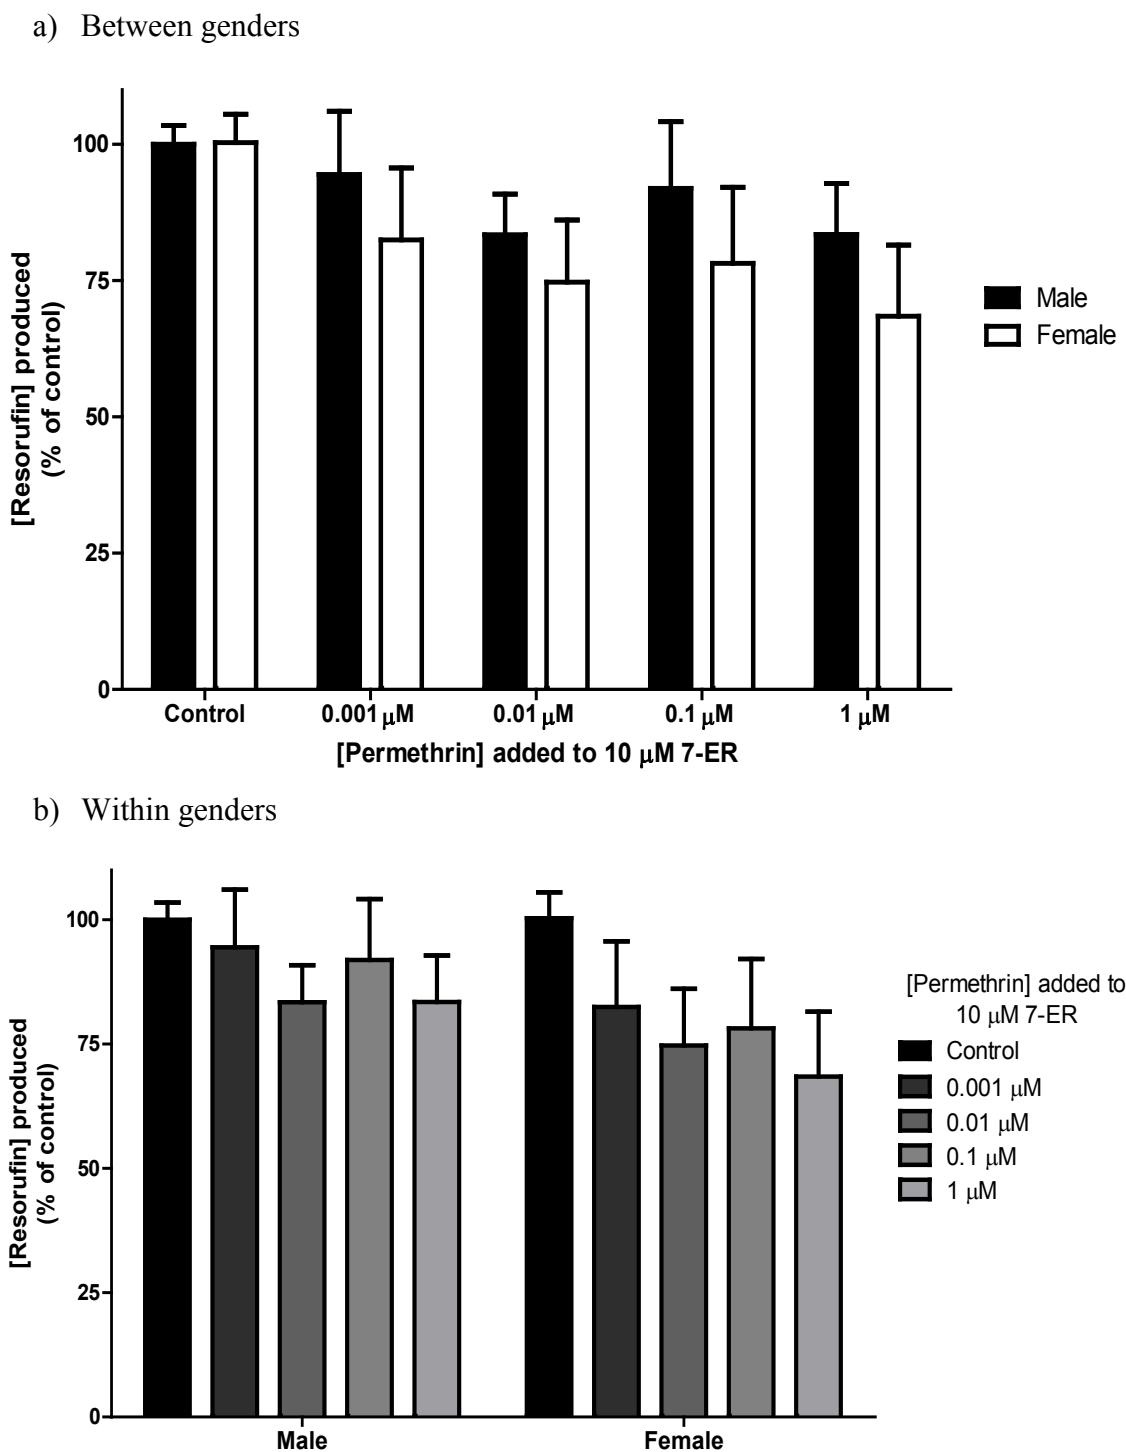 a) Between genders
100
75
50
25
0
[Resorufin] produced
(% of control)
Control 0.001 μM 0.01 μM 0.1 μM 1 μM
[Permethrin] added to 10 μM 7-ER
Male
Female
b) Within genders
100
75
50
25
0
[Resorufin] produced
(% of control)
Male Female
[Permethrin] added to
10 μM 7-ER
Control
0.001 μM
0.01 μM
0.1 μM
1 μM